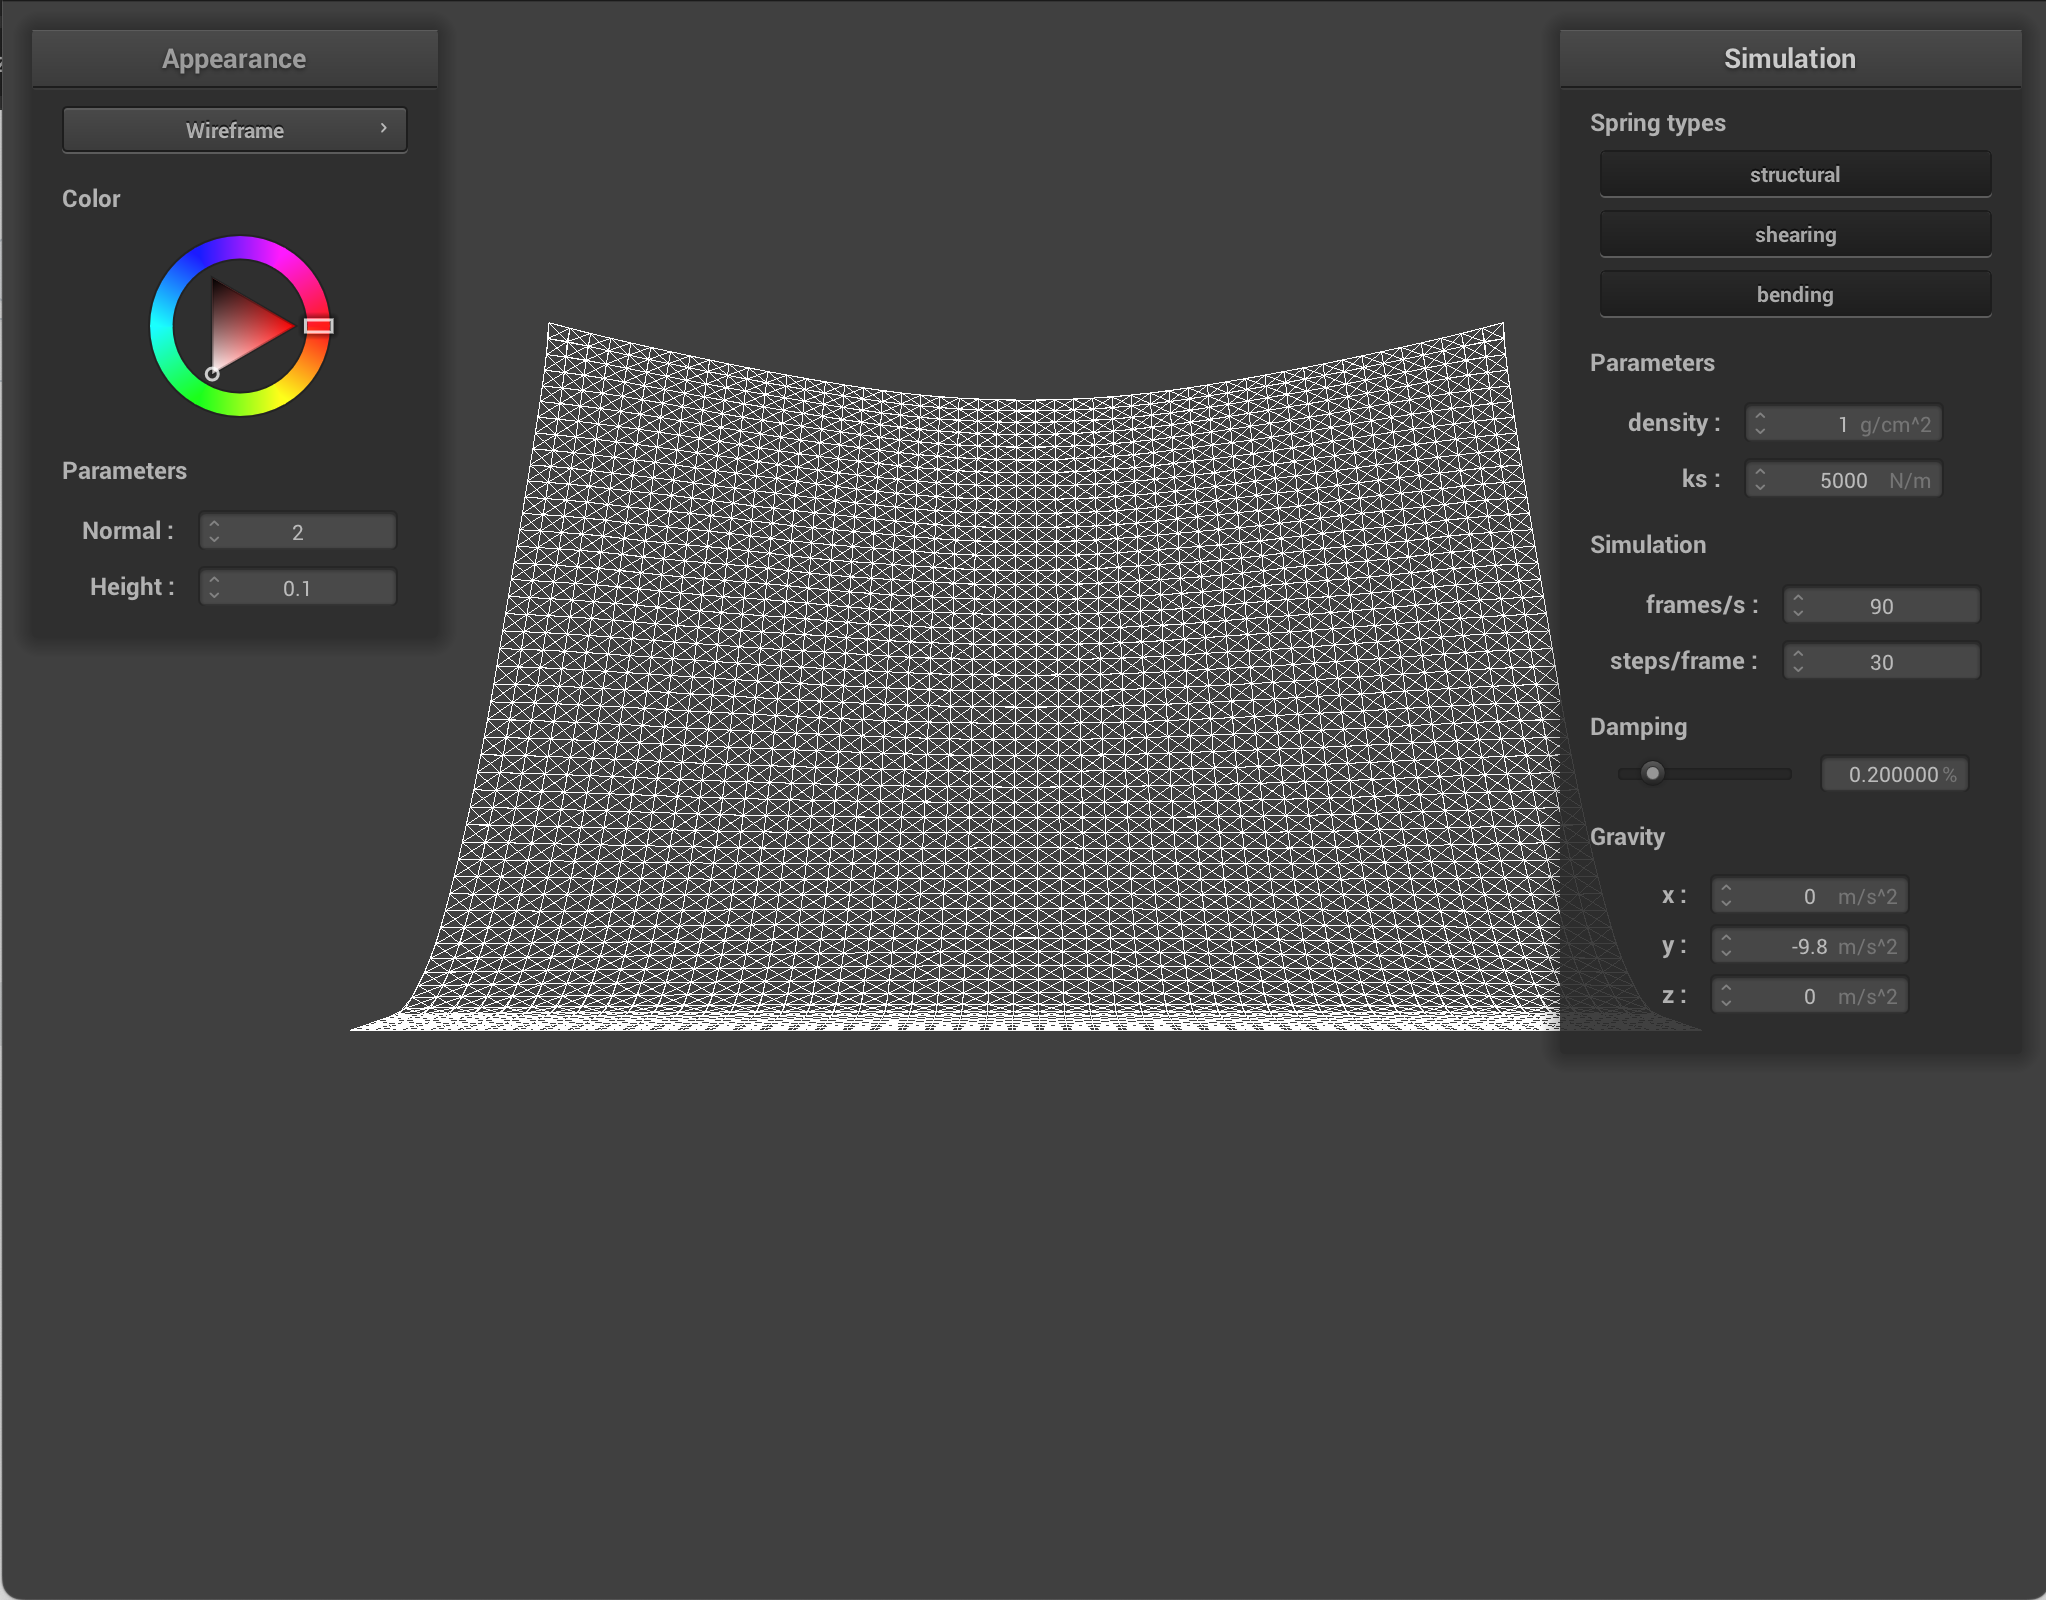 Appearance
Wireframe
Color
Parameters
Normal : 2
Height : 0.1
Simulation
Spring types
structural
shearing
bending
Parameters
density : 1 g/cm^2
ks : 5000 N/m
Simulation
frames/s : 90
steps/frame : 30
Damping
0.200000 %
Gravity
x : 0 m/s^2
y : -9.8 m/s^2
z : 0 m/s^2